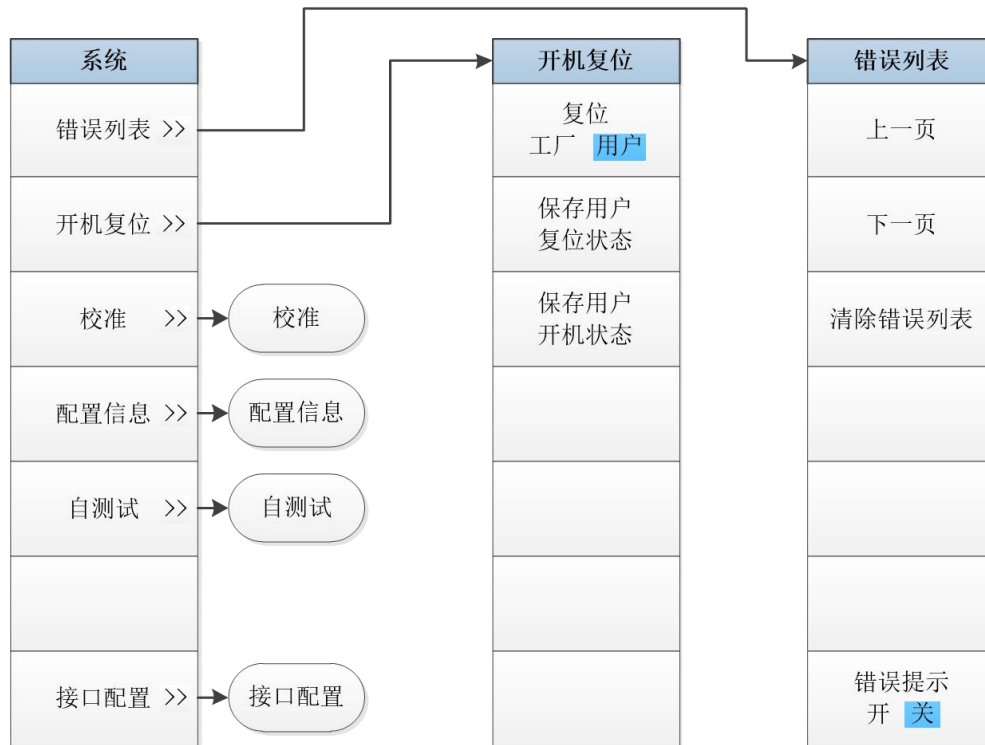 系统
错误列表 >>
开机复位 >>
校准 >>
校准
配置信息 >>
配置信息
自测试 >>
自测试
接口配置 >>
接口配置
开机复位
复位
工厂 用户
保存用户
复位状态
保存用户
开机状态
错误列表
上一页
下一页
清除错误列表
错误提示
开 关